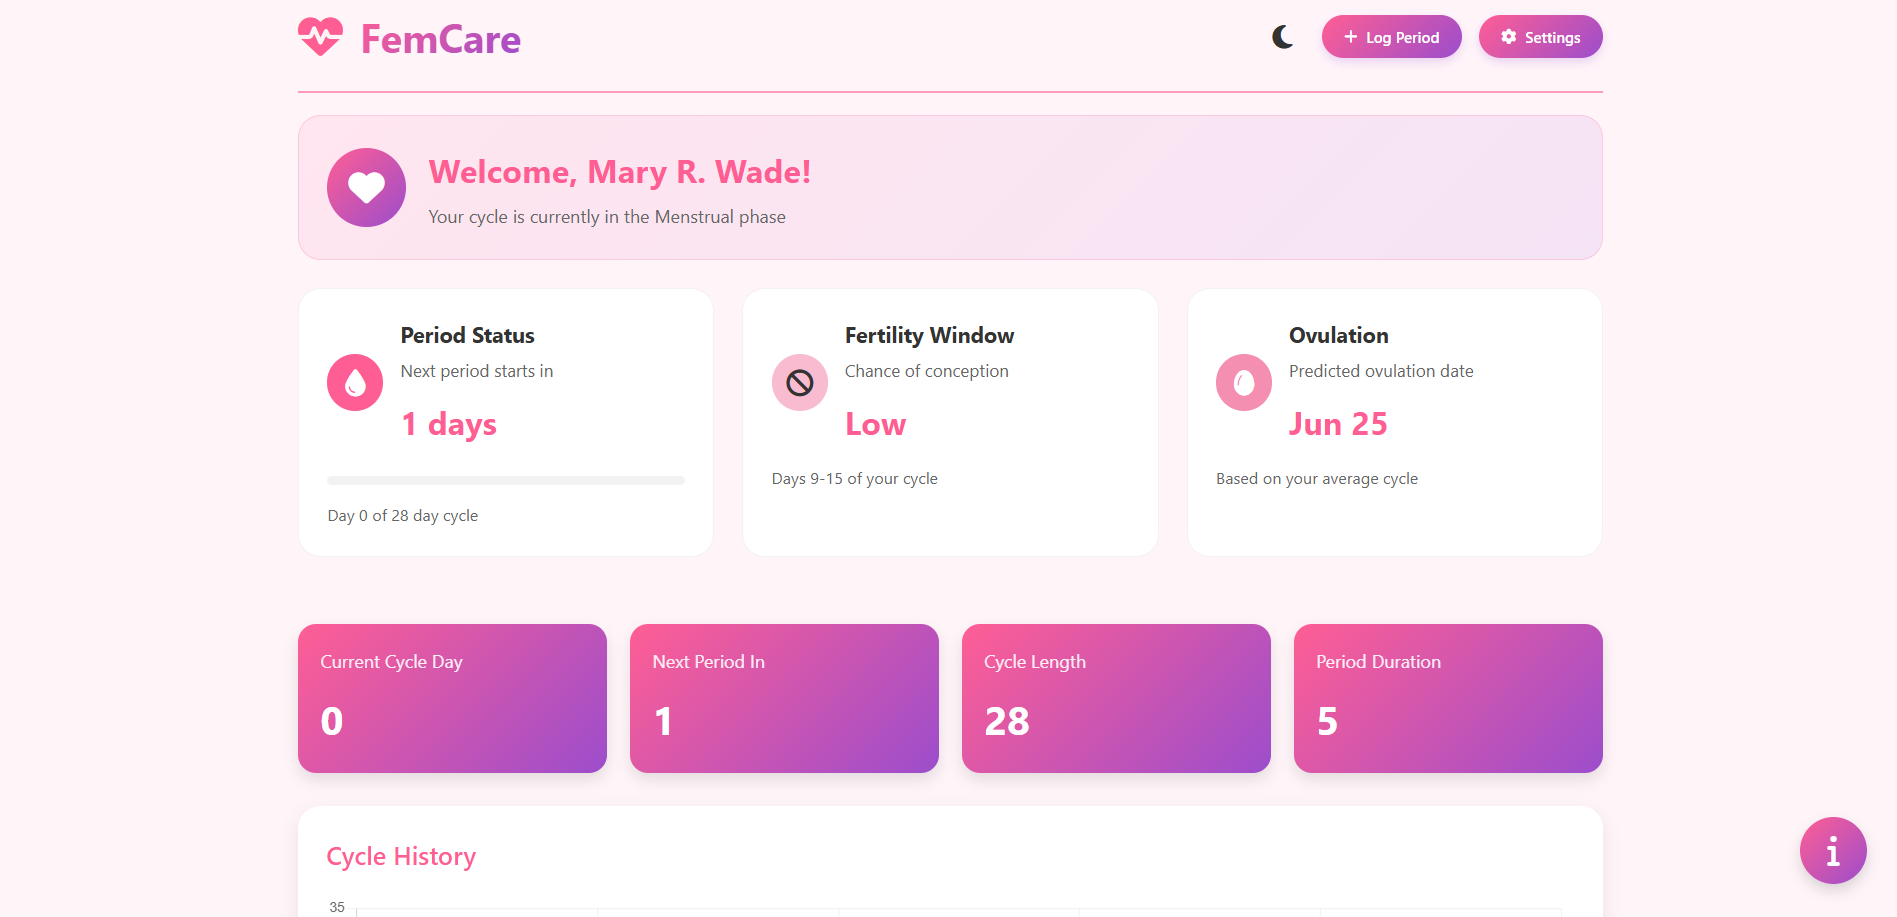 FemCare
Log Period
Settings
Welcome, Mary R. Wade!
Your cycle is currently in the Menstrual phase
Period Status
Next period starts in
1 days
Day 0 of 28 day cycle
Fertility Window
Chance of conception
Low
Days 9-15 of your cycle
Ovulation
Predicted ovulation date
Jun 25
Based on your average cycle
Current Cycle Day
0
Next Period In
1
Cycle Length
28
Period Duration
5
Cycle History
35